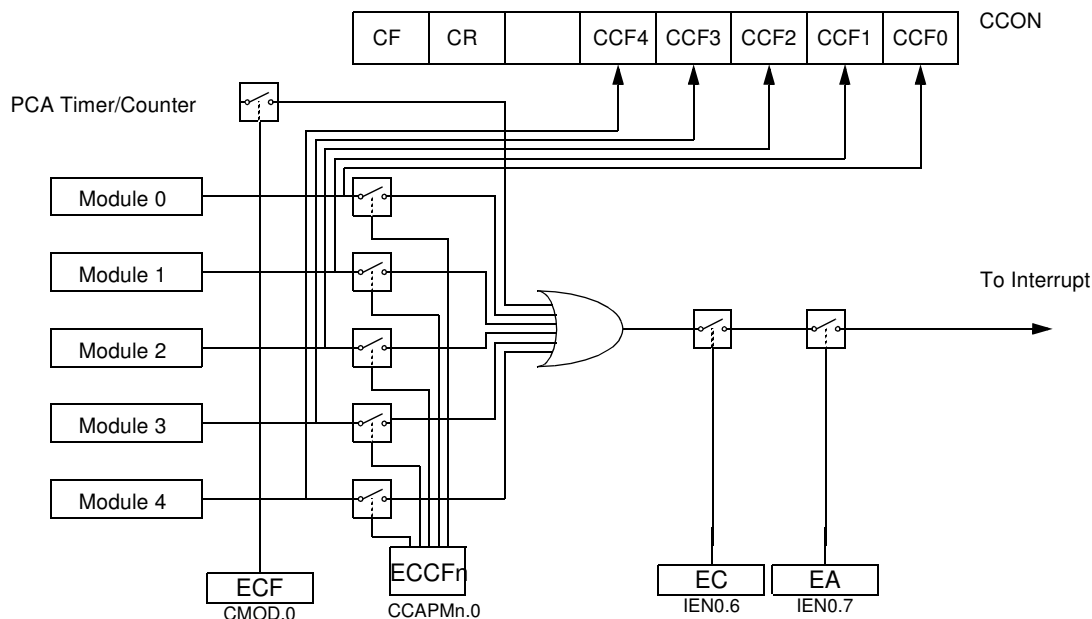 CF CR CCF4 CCF3 CCF2 CCF1 CCF0
CCON
PCA Timer/Counter
Module 0
Module 1
Module 2
Module 3
Module 4
To Interrupt
ECF
CMOD.0
ECCFn
CCAPMn.0
EC
IEN0.6
EA
IEN0.7